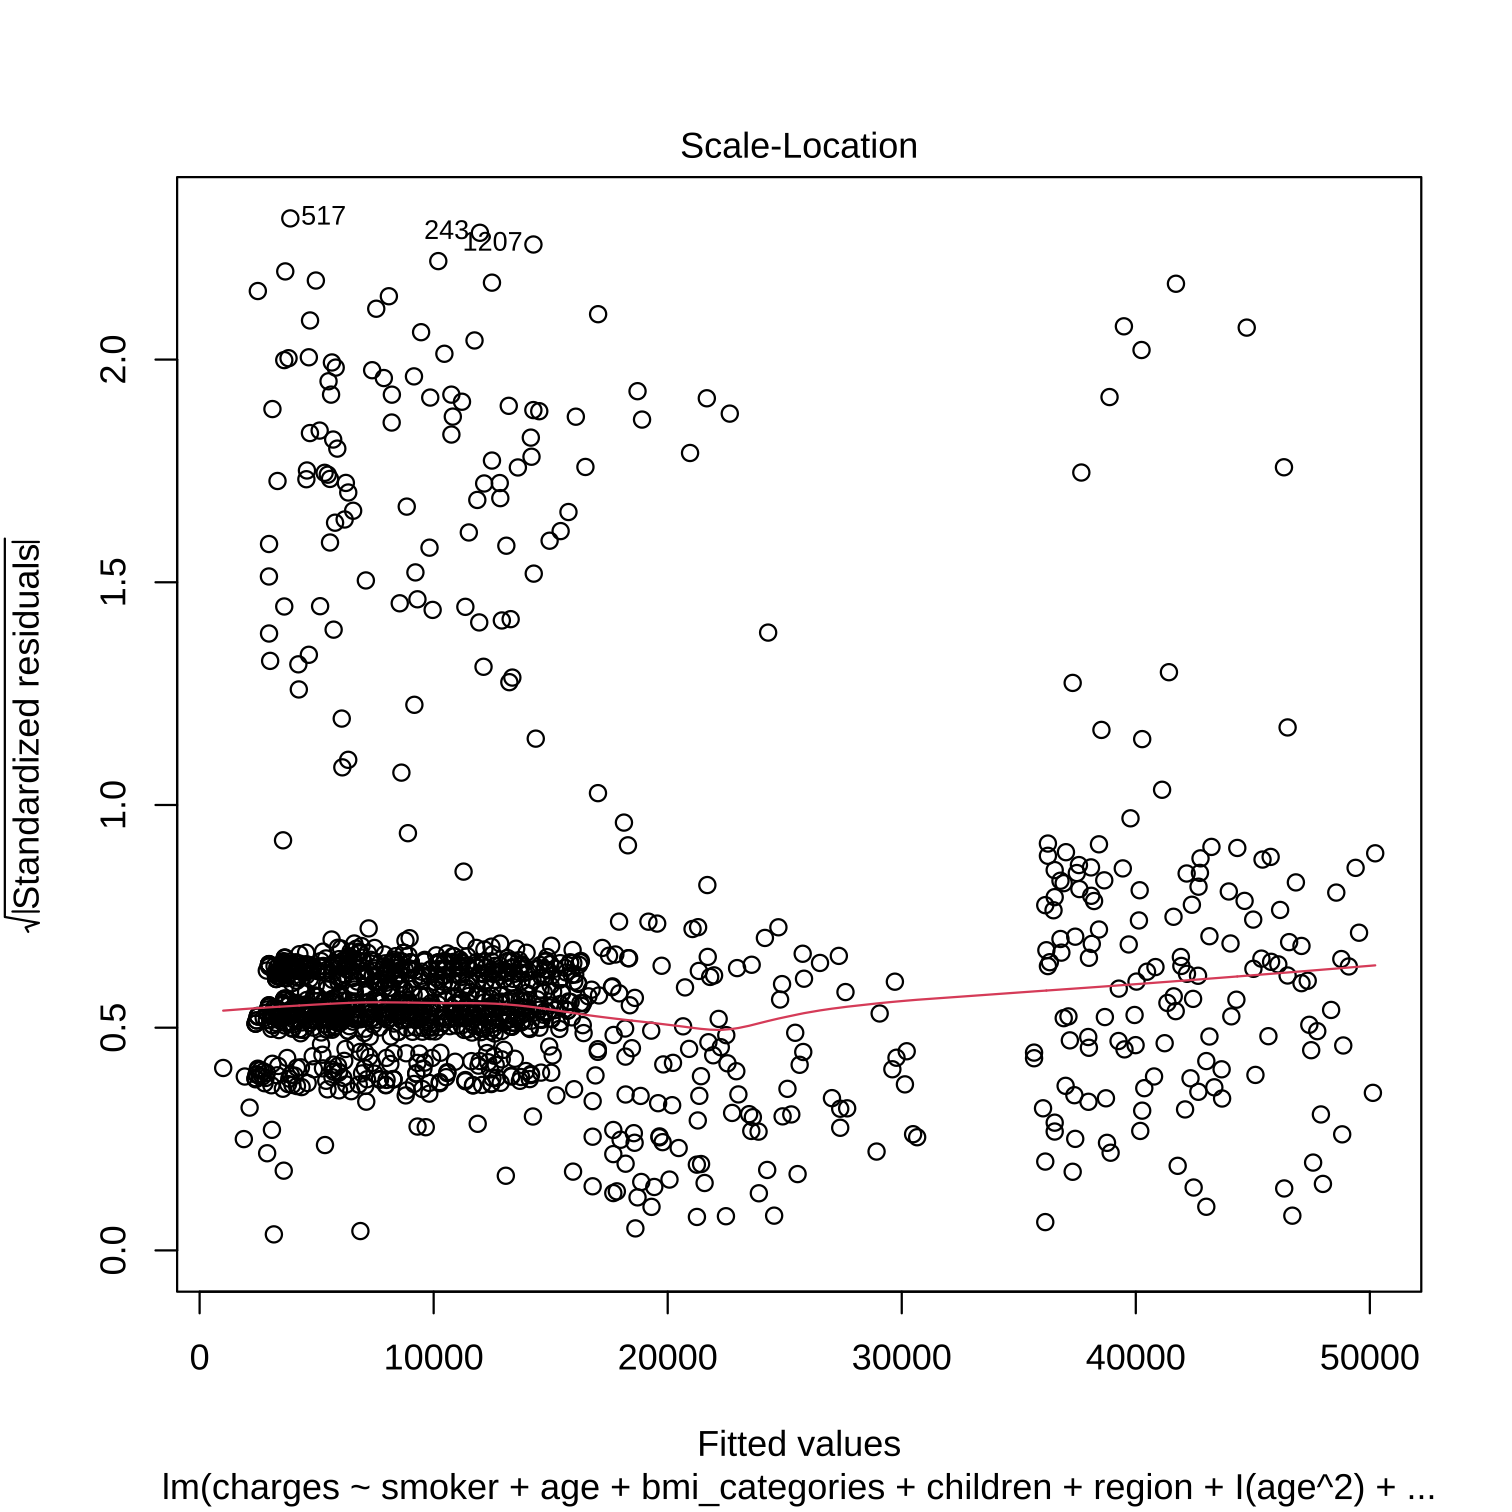 Scale-Location
517
243
1207
√|Standardized residuals|
2.0
1.5
1.0
0.5
0.0
0 10000 20000 30000 40000 50000
Fitted values
lm(charges ~ smoker + age + bmi_categories + children + region + I(age^2) + ...